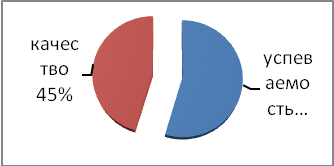 качес
тво
45%
успев
аемо
сть...